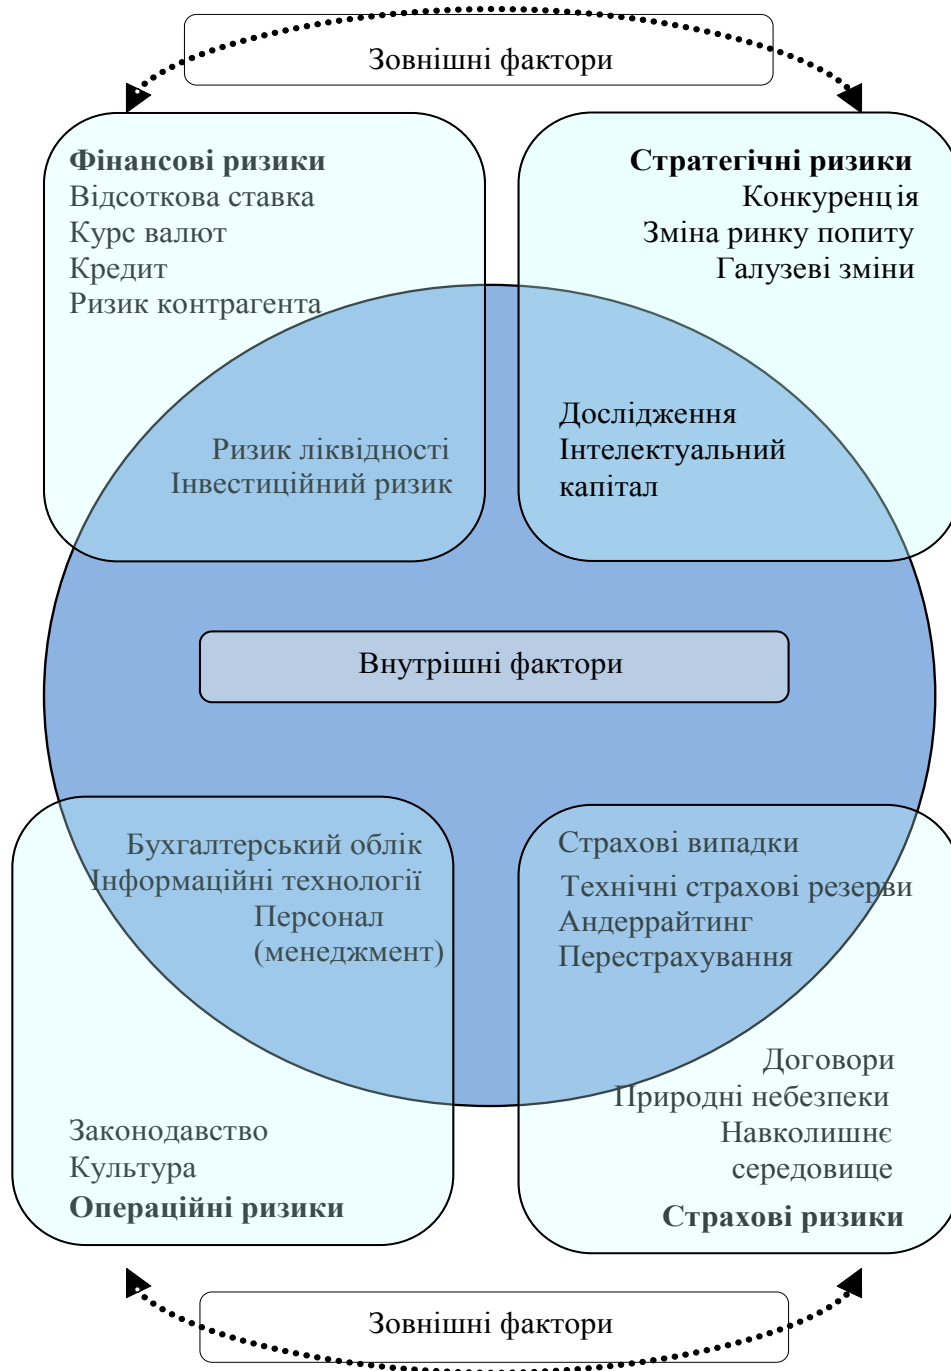 Зовнішні фактори
Фінансові ризики
Відсоткова ставка
Курс валют
Кредит
Ризик контрагента
Ризик ліквідності
Інвестиційний ризик
Стратегічні ризики
Конкуренція
Зміна ринку попиту
Галузеві зміни
Дослідження
Інтелектуальний
капітал
Внутрішні фактори
Бухгалтерський облік
Інформаційні технології
Персонал
(менеджмент)
Законодавство
Культура
Операційні ризики
Страхові випадки
Технічні страхові резерви
Андеррайтинг
Перестрахування
Договори
Природні небезпеки
Навколишнє
середовище
Страхові ризики
Зовнішні фактори